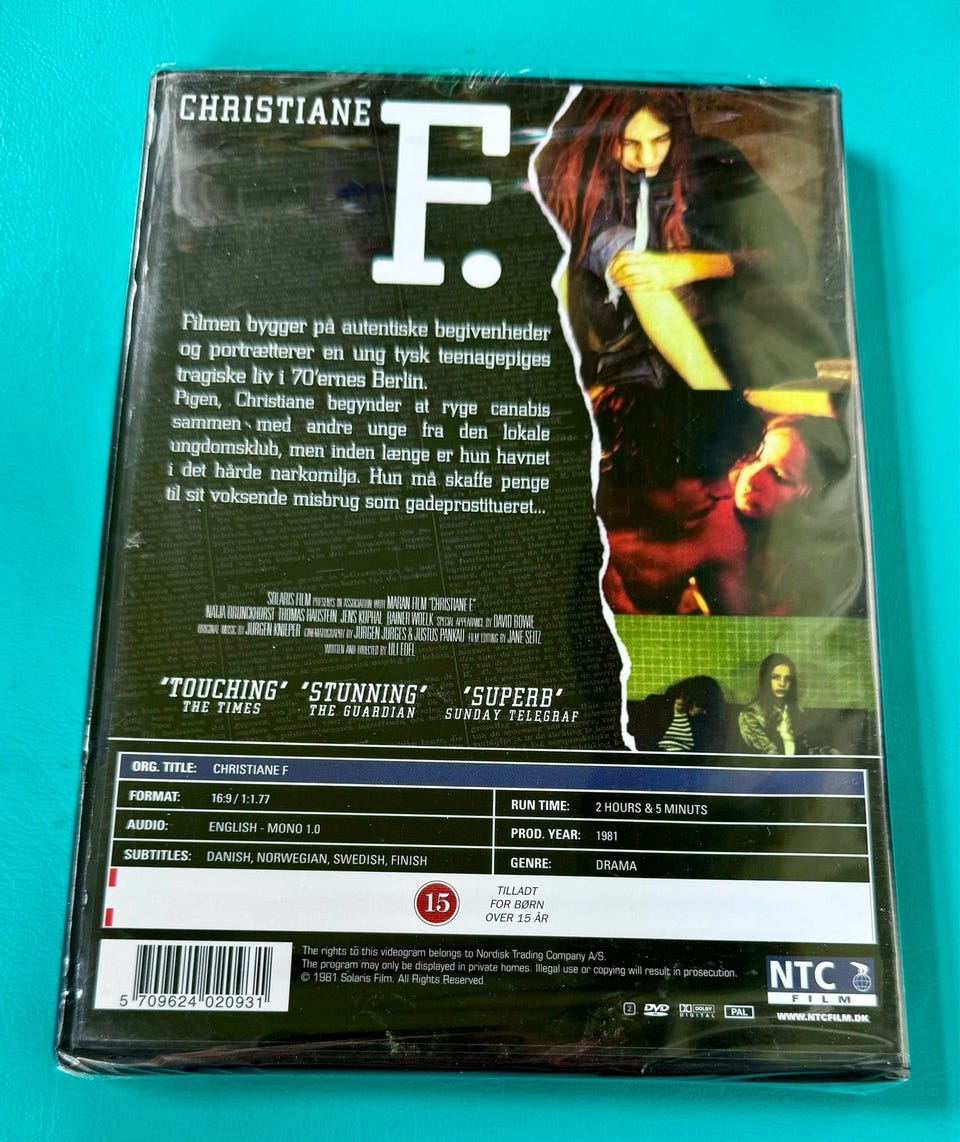 CHRISTIANE
F.
Filmen bygger på autentiske begivenheder
og portrætterer en ung tysk teenagepiges
tragiske liv i 70'ernes Berlin.
Pigen, Christiane begynder at ryge canabis
sammen med andre unge fra den lokale
ungdomsklub, men inden længe er hun havnet
i det hårde narkomiljø. Hun må skaffe penge
til sit voksende misbrug som gadeprostitueret...
SOLARIS FILM PRESENTS IN ASSOCIATION WITH MARAN FILM "CHRISTIANE F."
NATJA BRUNCKHORST THOMAS HAUSTEIN JENS KUPHAL RAINER WOELK SPECIAL APPEARANCE BY DAVID BOWIE
ORIGINAL MUSIC BY JURGEN KNIEPER CINEMATOGRAPHY BY JURGEN JURGES & JUSTUS PANKAU FILM EDITING BY JANE SEITZ
WRITTEN AND DIRECTED BY ULI EDEL
'TOUCHING' 'STUNNING' 'SUPERB'
THE TIMES THE GUARDIAN SUNDAY TELEGRAF
ORG. TITLE: CHRISTIANE F
FORMAT: 16:9 / 1:1.77
RUN TIME: 2 HOURS & 5 MINUTS
AUDIO: ENGLISH - MONO 1.0
PROD. YEAR: 1981
SUBTITLES: DANISH, NORWEGIAN, SWEDISH, FINISH
GENRE: DRAMA
15
TILLADT
FOR BØRN
OVER 15 ÅR
The rights to this videogram belongs to Nordisk Trading Company A/S.
The program may only be displayed in private homes. Illegal use or copying will result in prosecution.
© 1981 Solaris Film. All Rights Reserved
5 709624 020931
2 DVD DOLBY DIGITAL PAL
NTC
FILM
WWW.NTCFILM.DK